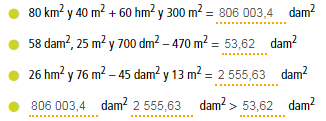 80 km² y 40 m² + 60 hm² y 300 m² = 806 003,4 dam²
58 dam², 25 m² y 700 dm² – 470 m² = 53,62 dam²
26 hm² y 76 m² – 45 dam² y 13 m² = 2 555,63 dam²
806 003,4 dam² 2 555,63 dam² > 53,62 dam²